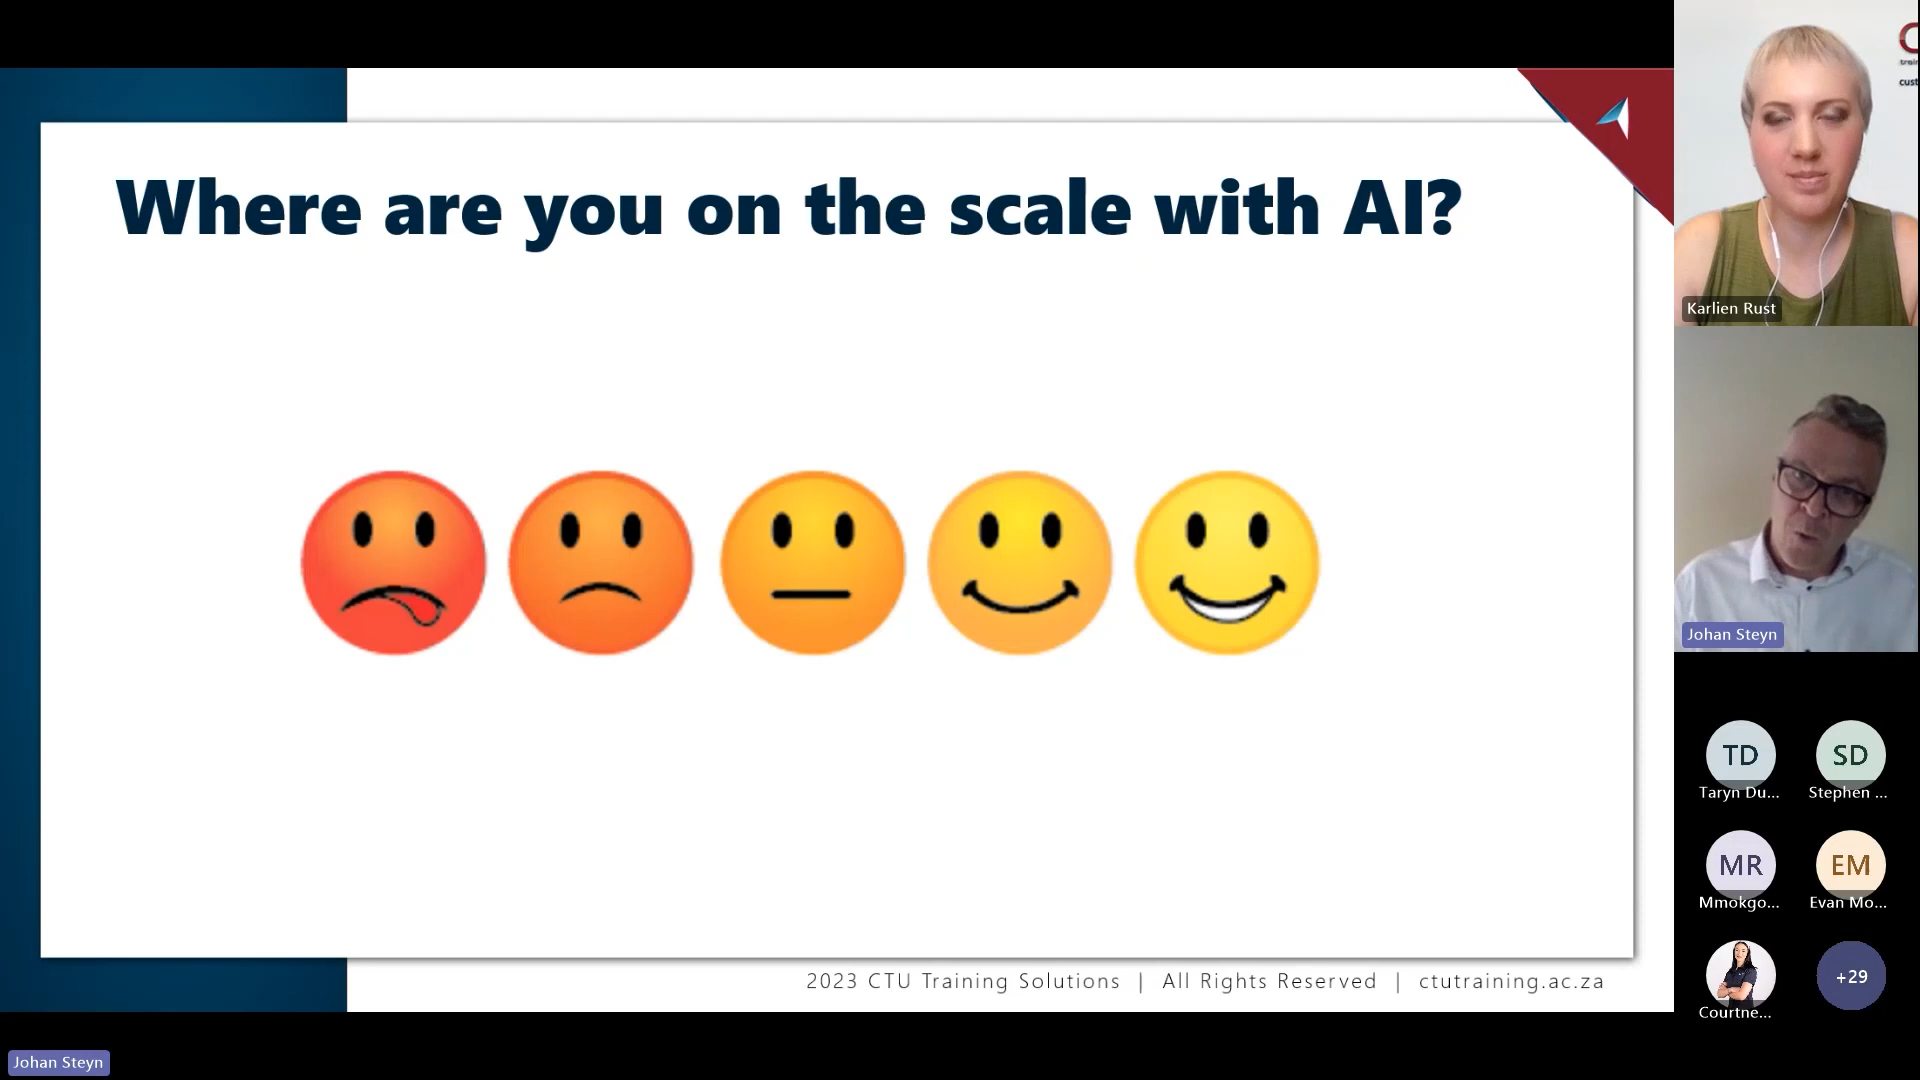 Where are you on the scale with AI?
2023 CTU Training Solutions | All Rights Reserved | ctutraining.ac.za
Karlien Rust
Johan Steyn
TD
Taryn Du...
SD
Stephen ...
MR
Mmokgo...
EM
Evan Mo...
Courtne...
+29
Johan Steyn